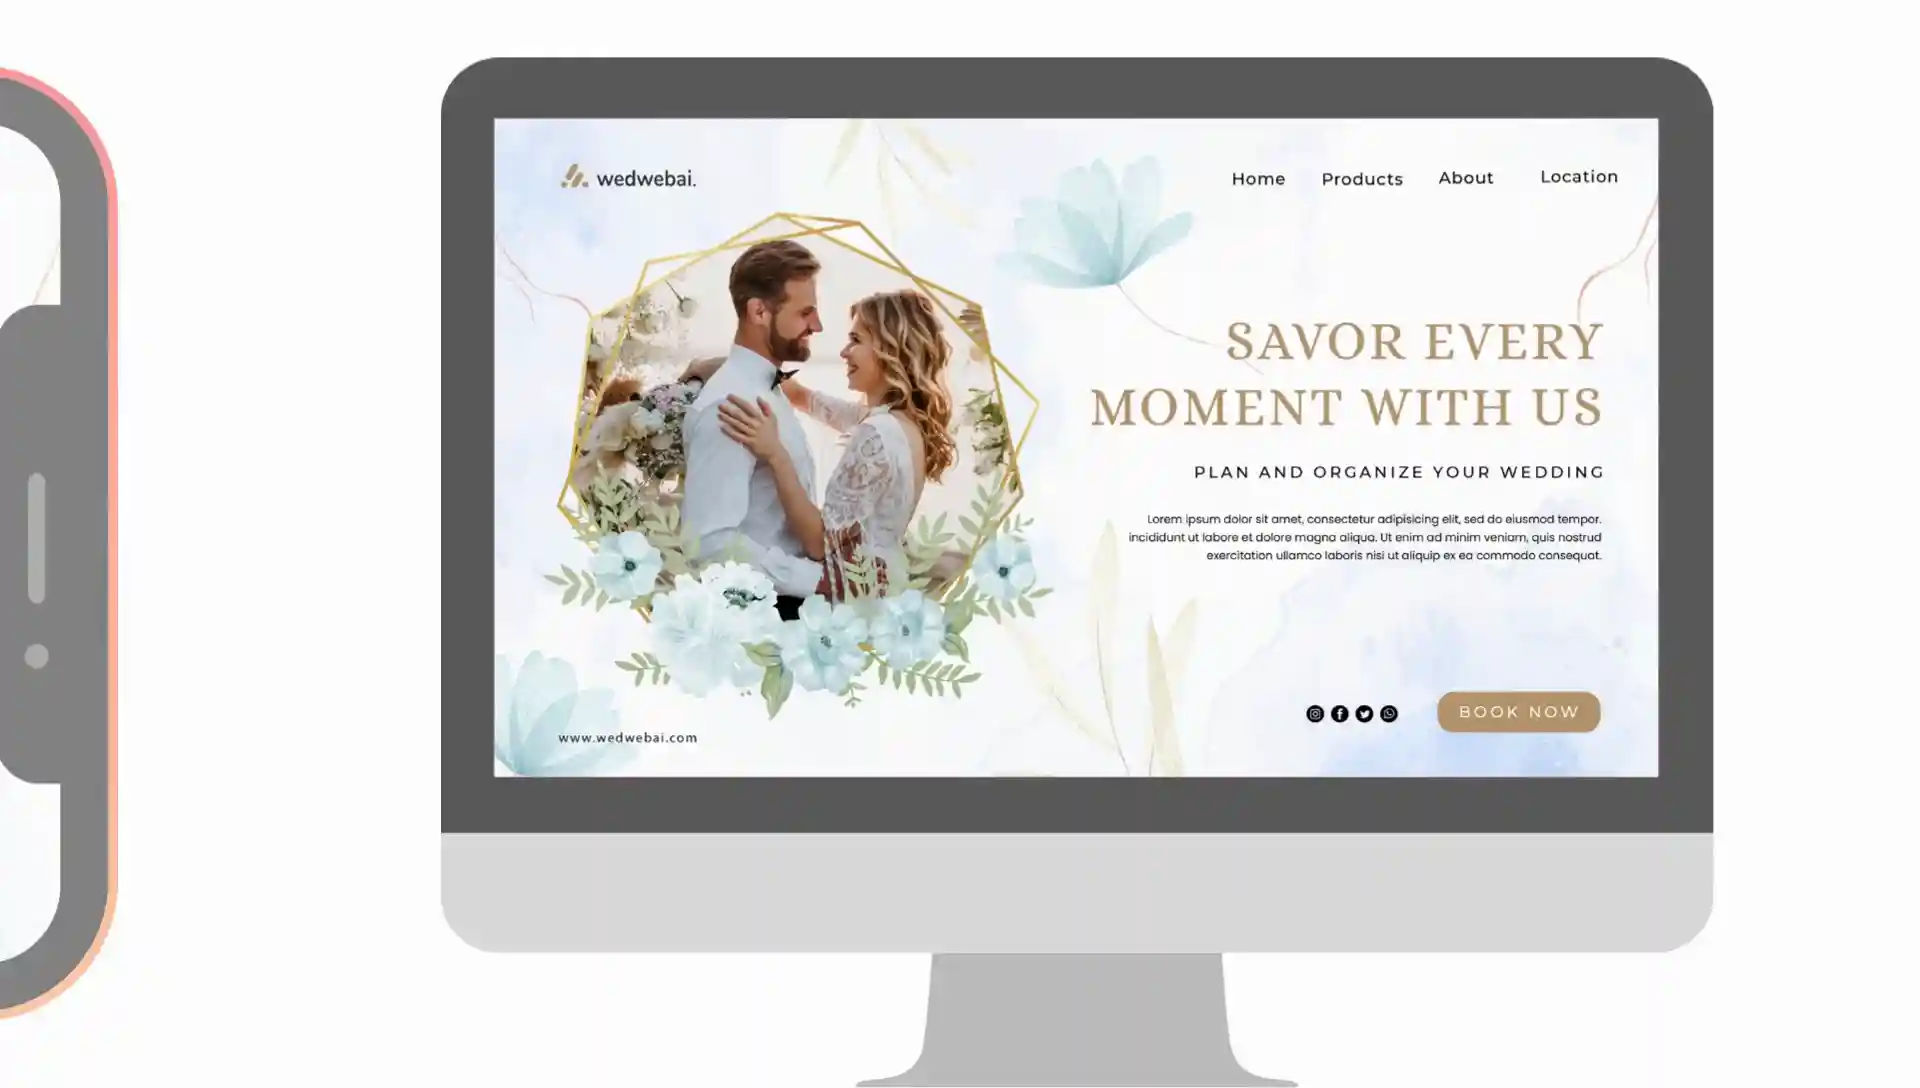 wedwebai.
Home Products About Location
SAVOR EVERY
MOMENT WITH US
PLAN AND ORGANIZE YOUR WEDDING
Lorem ipsum dolor sit amet, consectetur adipisicing elit, sed do eiusmod tempor.
incididunt ut labore et dolore magna aliqua. Ut enim ad minim veniam, quis nostrud
exercitation ullamco laboris nisi ut aliquip ex ea commodo consequat.
BOOK NOW
www.wedwebai.com